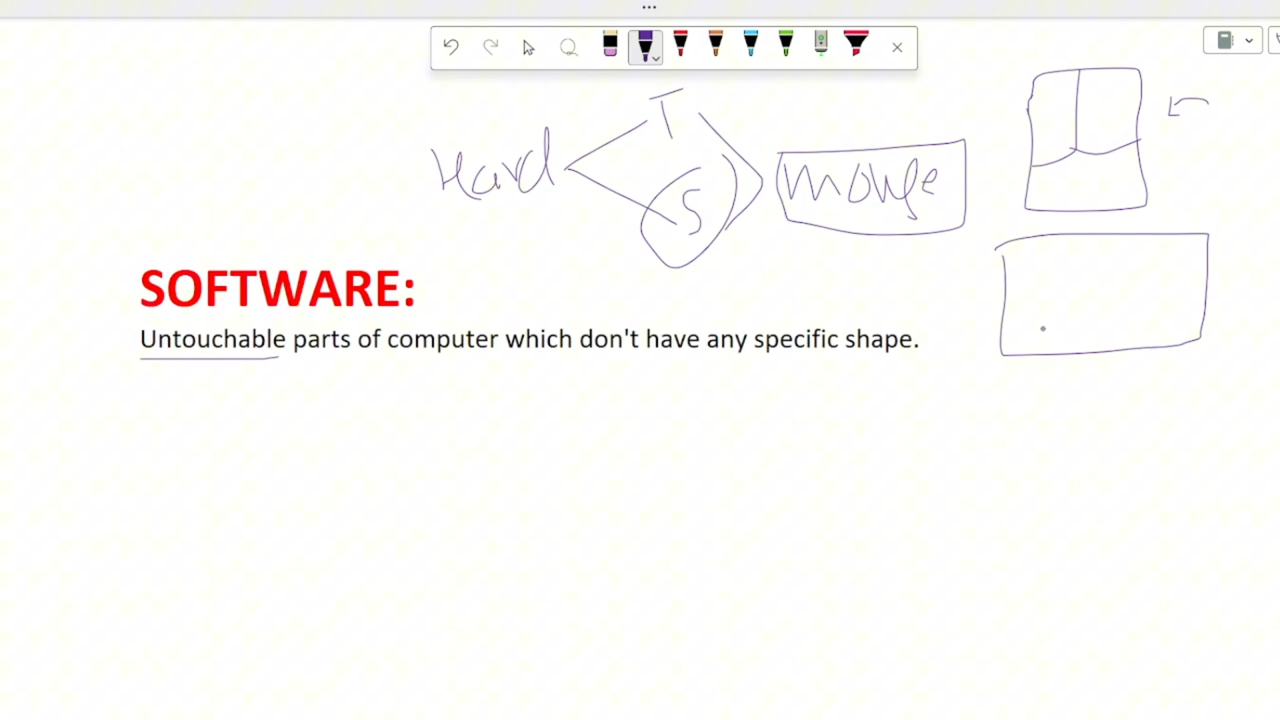 T
Hard
S
mouse
SOFTWARE:
Untouchable parts of computer which don't have any specific shape.